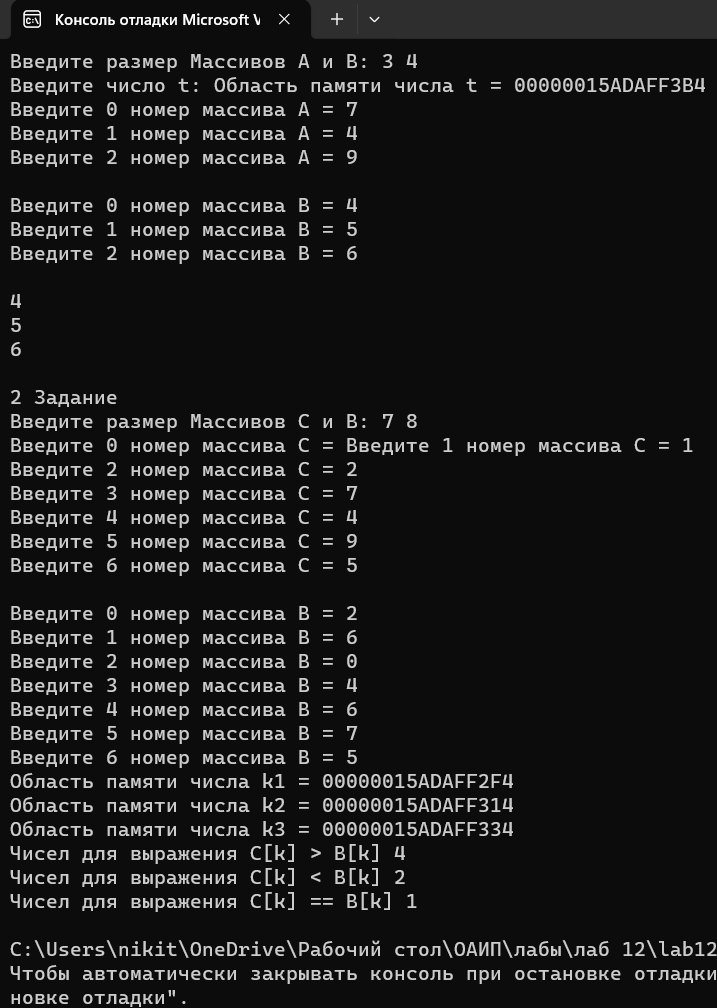 Консоль отладки Microsoft V
Введите размер Массивов A и B: 3 4
Введите число t: Область памяти числа t = 00000015ADAFF3B4
Введите 0 номер массива A = 7
Введите 1 номер массива A = 4
Введите 2 номер массива A = 9
Введите 0 номер массива B = 4
Введите 1 номер массива B = 5
Введите 2 номер массива B = 6
4
5
6
2 Задание
Введите размер Массивов C и B: 7 8
Введите 0 номер массива C = Введите 1 номер массива C = 1
Введите 2 номер массива C = 2
Введите 3 номер массива C = 7
Введите 4 номер массива C = 4
Введите 5 номер массива C = 9
Введите 6 номер массива C = 5
Введите 0 номер массива B = 2
Введите 1 номер массива B = 6
Введите 2 номер массива B = 0
Введите 3 номер массива B = 4
Введите 4 номер массива B = 6
Введите 5 номер массива B = 7
Введите 6 номер массива B = 5
Область памяти числа k1 = 00000015ADAFF2F4
Область памяти числа k2 = 00000015ADAFF314
Область памяти числа k3 = 00000015ADAFF334
Чисел для выражения C[k] > B[k] 4
Чисел для выражения C[k] < B[k] 2
Чисел для выражения C[k] == B[k] 1
C:\Users\nikit\OneDrive\Рабочий стол\ОАИП\лабы\лаб 12\lab12
Чтобы автоматически закрывать консоль при остановке отладки
новке отладки".